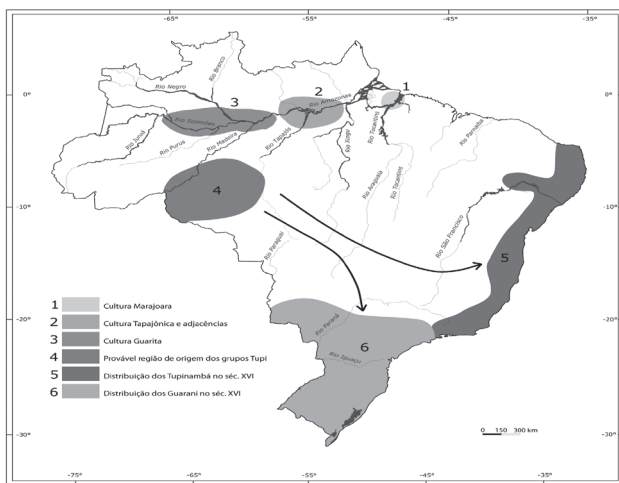 -65° -55° -45° -35°
0° 0°
-10° -10°
-20° -20°
-30° -30°
-75° -65° -55° -45° -35°
Rio Branco
Rio Negro
3
2
1
Rio Amazonas
Rio Solimões
Rio Juruá
Rio Purus
Rio Madeira
Rio Tapajós
Rio Xingu
Rio Tocantins
Rio Parnaíba
4
Rio Araguaia
Rio Tocantins
Rio São Francisco
Rio Paraguai
5
Rio Paraná
6
Rio Iguaçu
1 Cultura Marajoara
2 Cultura Tapajônica e adjacências
3 Cultura Guarita
4 Provável região de origem dos grupos Tupi
5 Distribuição dos Tupinambá no séc. XVI
6 Distribuição dos Guarani no séc. XVI
0 150 300 km